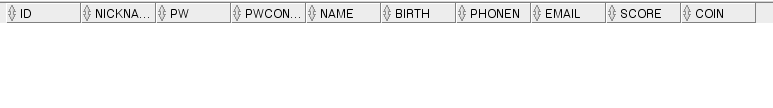 ID NICKNA... PW PWCON... NAME BIRTH PHONEN EMAIL SCORE COIN